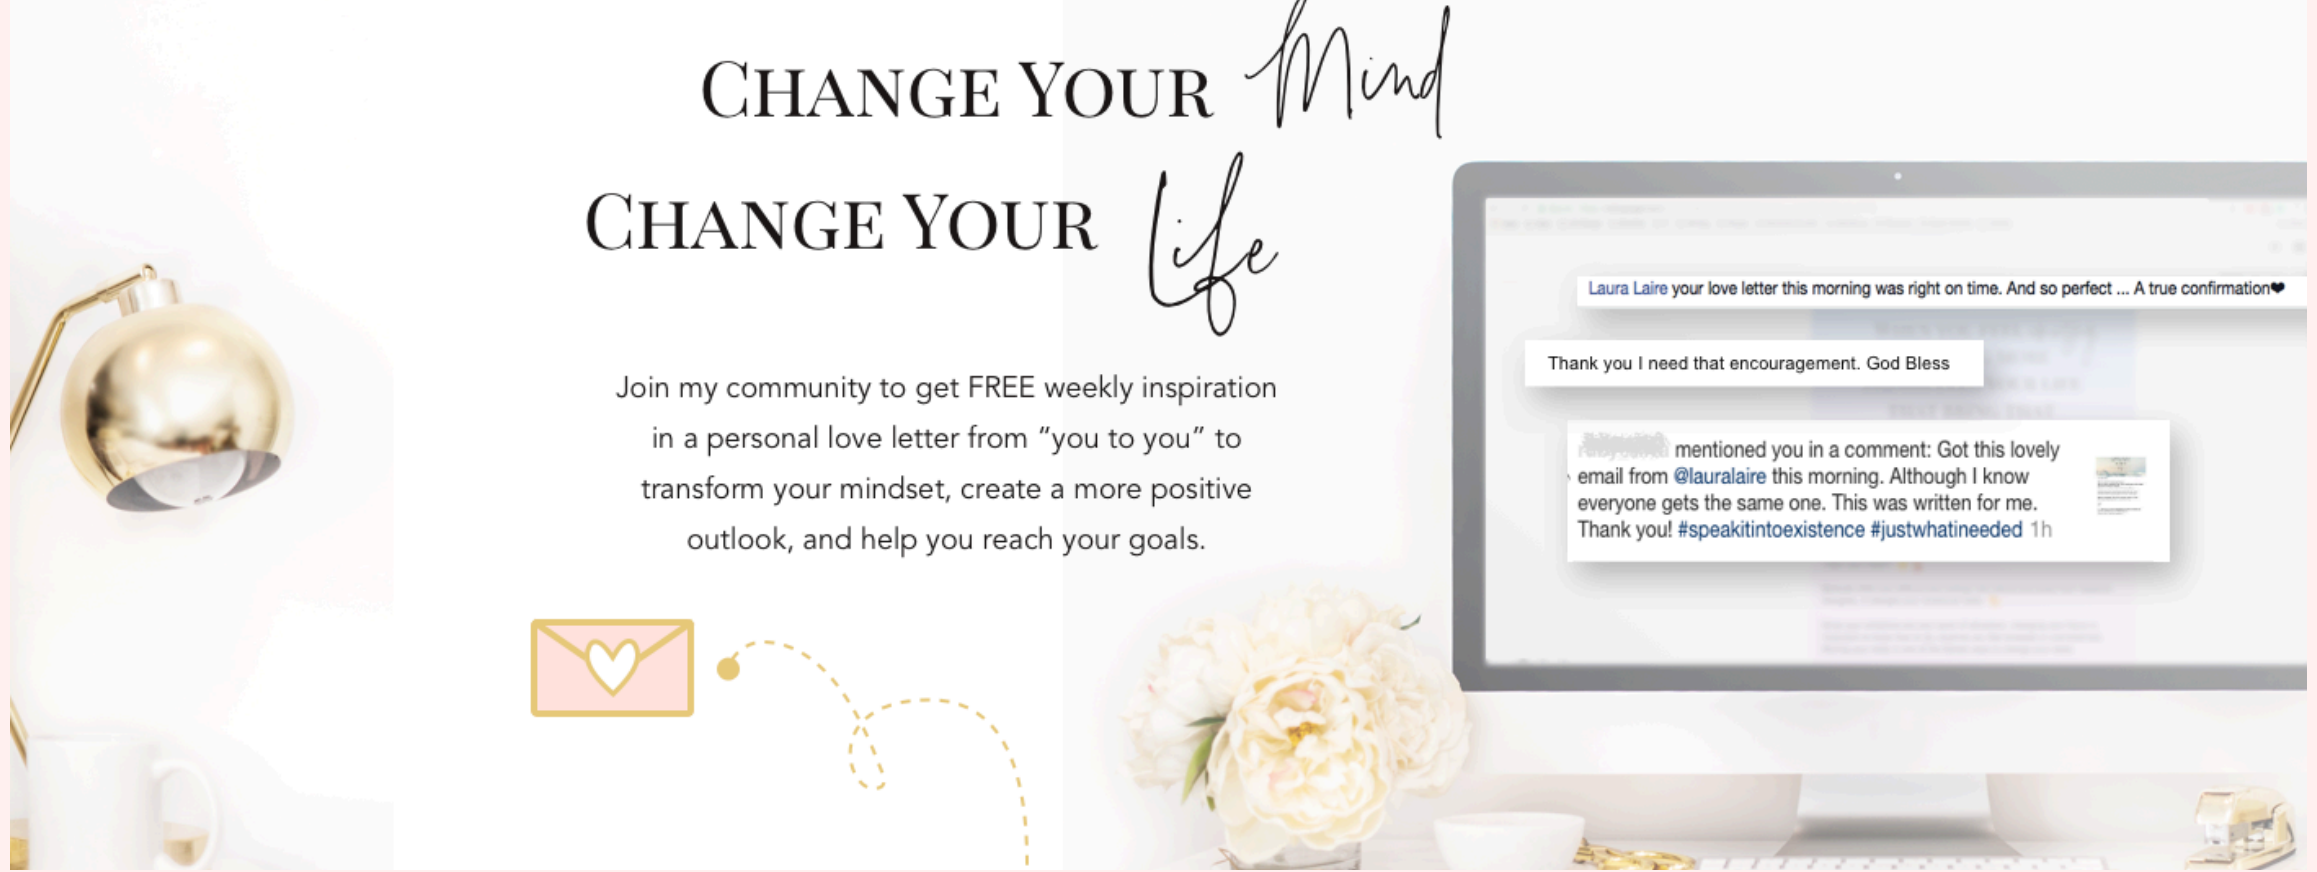 CHANGE YOUR Mind
CHANGE YOUR Life
Join my community to get FREE weekly inspiration
in a personal love letter from “you to you” to
transform your mindset, create a more positive
outlook, and help you reach your goals.
Laura Laire your love letter this morning was right on time. And so perfect ... A true confirmation❤
Thank you I need that encouragement. God Bless
mentioned you in a comment: Got this lovely
email from @lauralaire this morning. Although I know
everyone gets the same one. This was written for me.
Thank you! #speakitintoexistence #justwhatineeded 1h